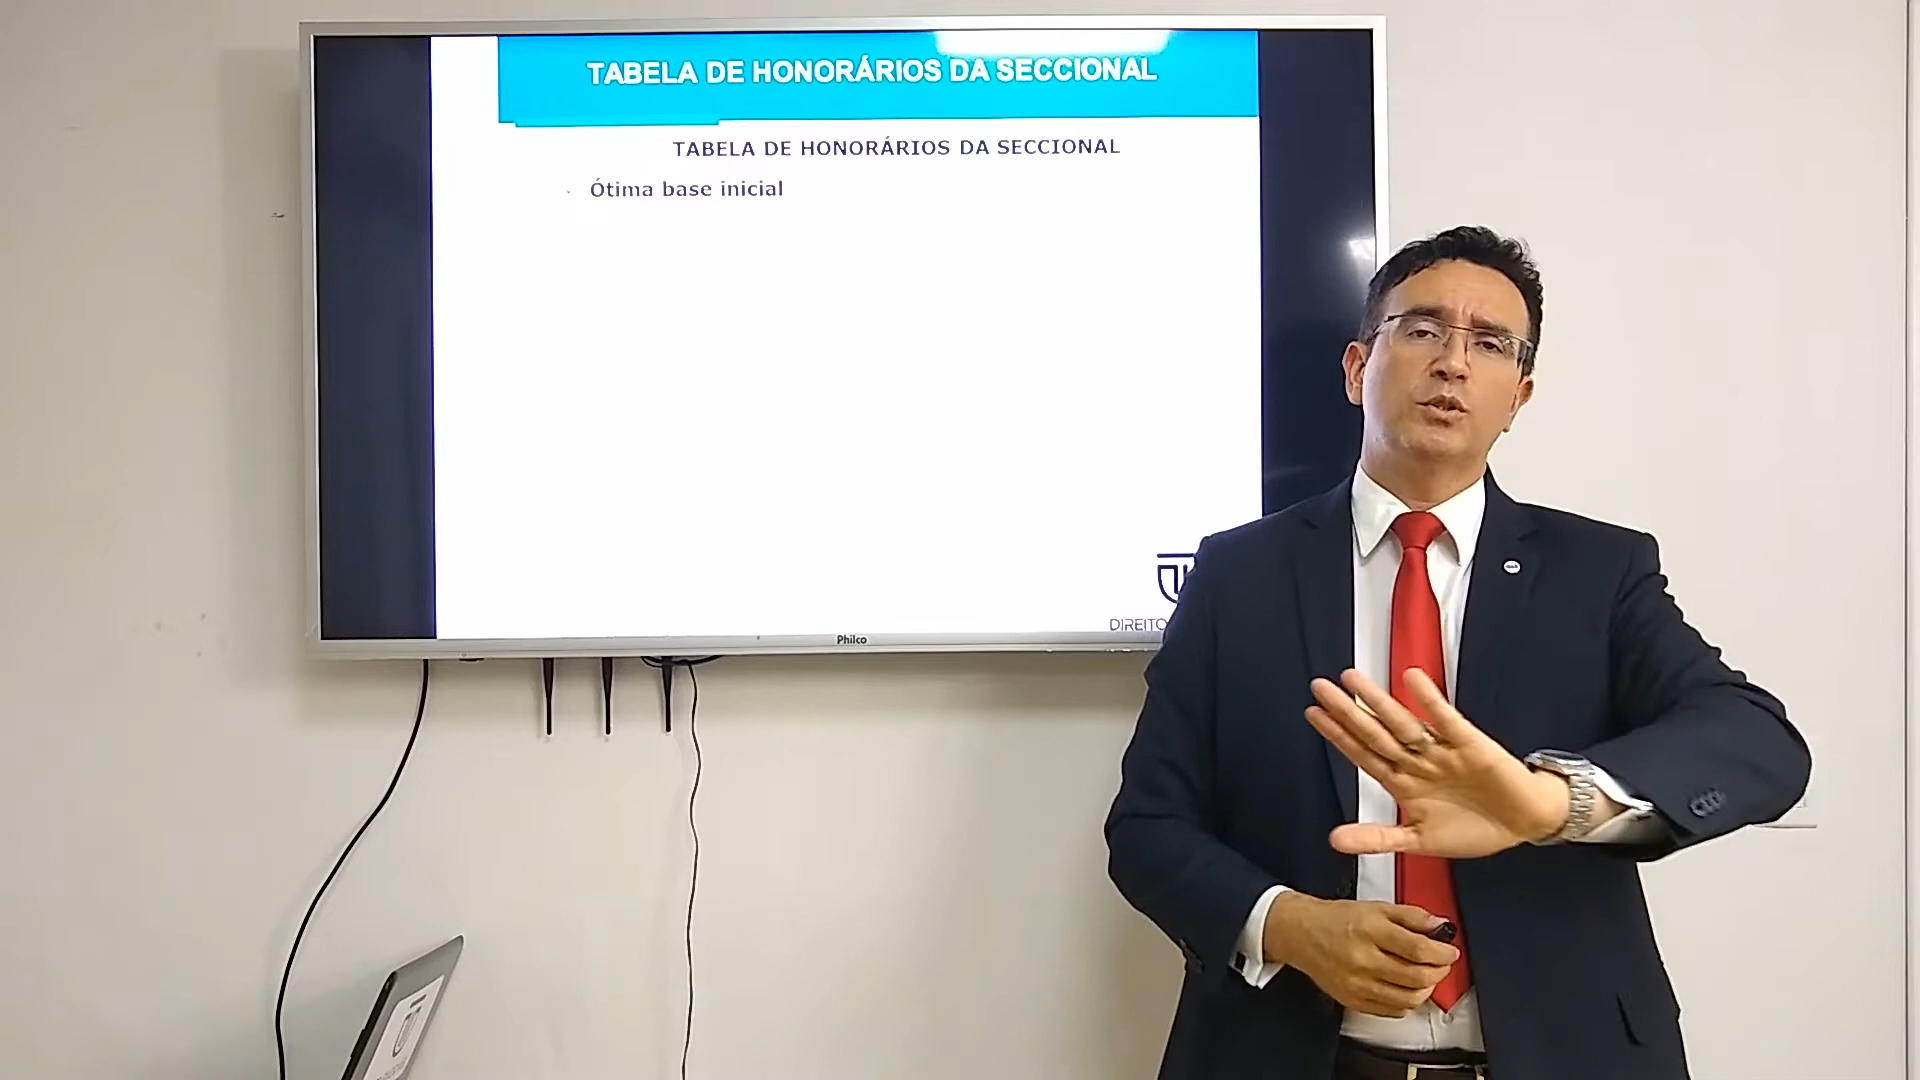 TABELA DE HONORÁRIOS DA SECCIONAL
TABELA DE HONORÁRIOS DA SECCIONAL
Ótima base inicial
DIREITO
Philco